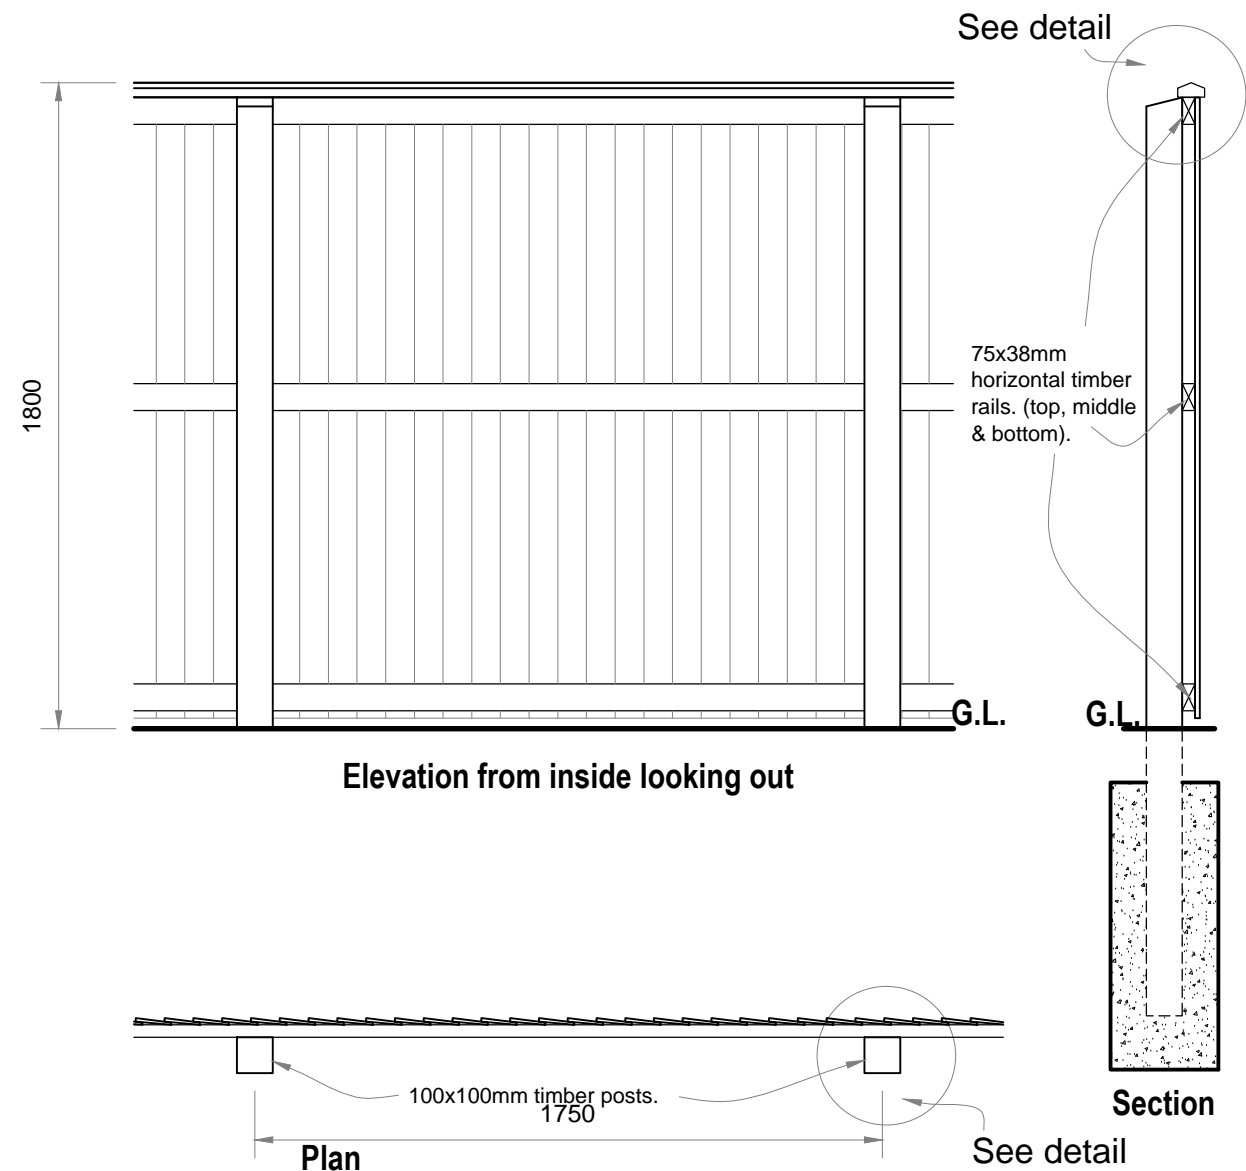 See detail
1800
75x38mm
horizontal timber
rails. (top, middle
& bottom).
G.L.
G.L.
Elevation from inside looking out
100x100mm timber posts.
1750
Plan
Section
See detail